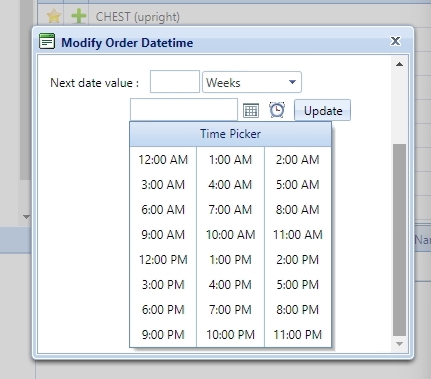 CHEST (upright)
Modify Order Datetime X
Next date value : Weeks
Update
Time Picker
12:00 AM 1:00 AM 2:00 AM
3:00 AM 4:00 AM 5:00 AM
6:00 AM 7:00 AM 8:00 AM
9:00 AM 10:00 AM 11:00 AM
12:00 PM 1:00 PM 2:00 PM
3:00 PM 4:00 PM 5:00 PM
6:00 PM 7:00 PM 8:00 PM
9:00 PM 10:00 PM 11:00 PM